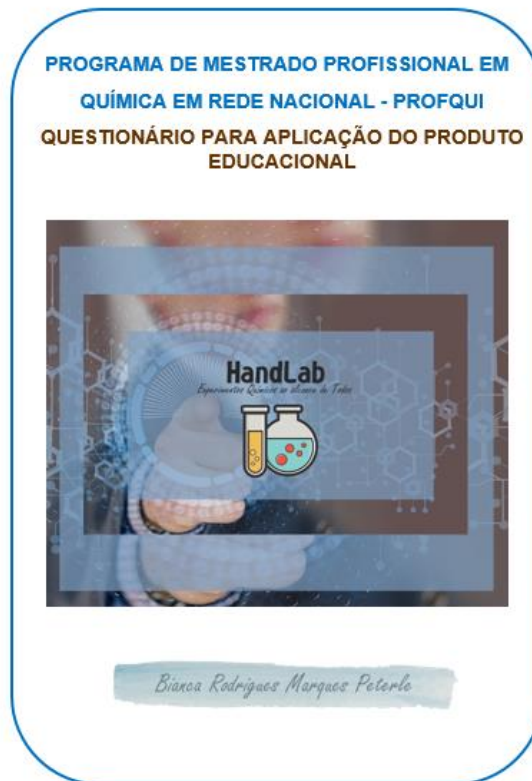 PROGRAMA DE MESTRADO PROFISSIONAL EM
QUÍMICA EM REDE NACIONAL - PROFQUI
QUESTIONÁRIO PARA APLICAÇÃO DO PRODUTO
EDUCACIONAL
HandLab
Experimentos Químicos ao alcance de Todos
Bianca Rodrigues Marques Peterle